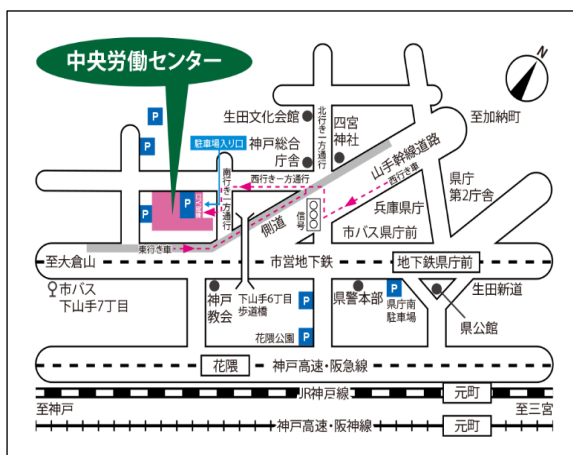 中央労働センター
N
P
生田文化会館
北行き一方通行
四宮
神社
至加納町
P
駐車場入り口
神戸総合
庁舎
山手幹線道路
西行き車
県庁
第2庁舎
南行き一方通行
西行き一方通行
P
P
側道
信号
兵庫県庁
市バス県庁前
東行き車
至大倉山
市営地下鉄
地下鉄県庁前
市バス
下山手7丁目
神戸
教会
下山手6丁目
歩道橋
P
県警本部
P
県庁南
駐車場
生田新道
県公館
花隈公園
P
花隈
神戸高速・阪急線
JR神戸線
元町
至神戸
至三宮
神戸高速・阪神線
元町